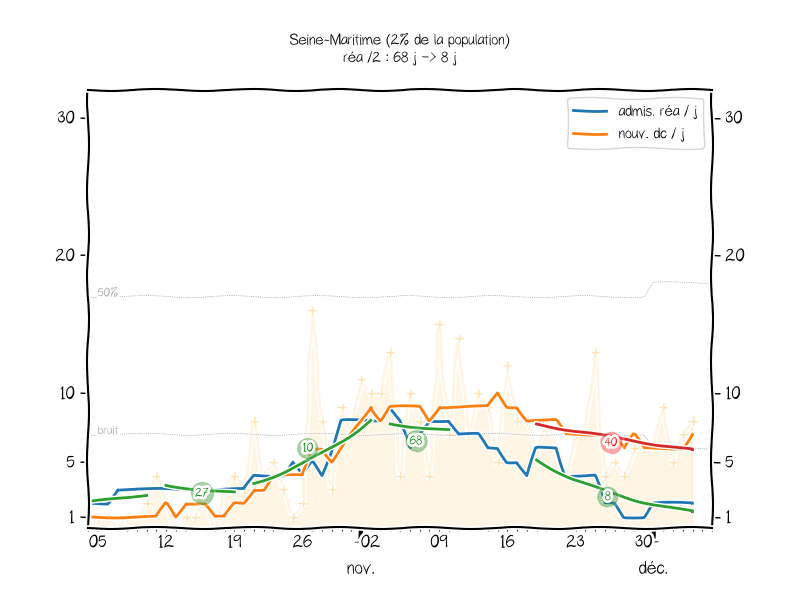 Seine-Maritime (2% de la population)
réa /2 : 68 j -> 8 j
admis. réa / j
nouv. dc / j
30 30
20 20
50%
10 10
bruit
10 68 40
5 5
27 8
1 1
05 12 19 26 02 09 16 23 30
nov. déc.